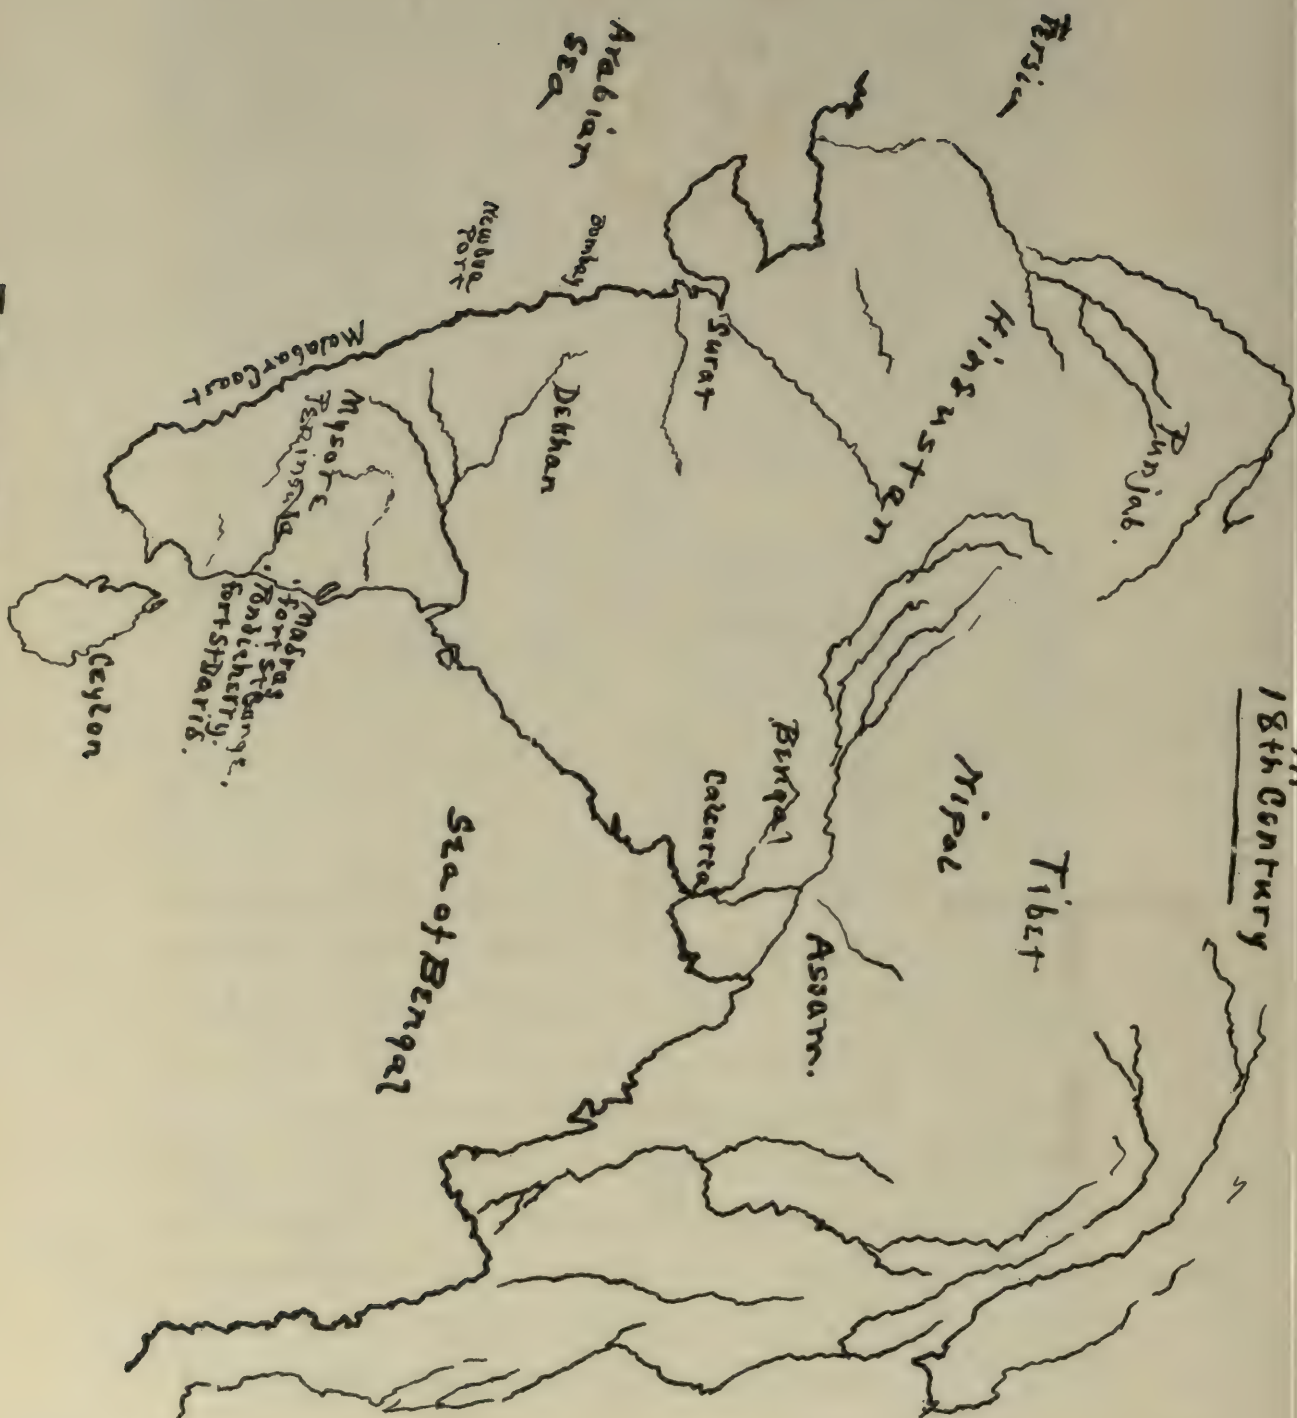 18th Century
Persia
Punjab.
Tibet
Hindustan
Nipal
Arabian
SEA
Surat
Bengal
Calcutta
Assam.
Bombay
Port
DEKhan
Malabar Coast
Mysore
PENinsula
Sea of Bengal
Madras
Fort St George.
Pondicherry.
Fort St David.
Ceylon